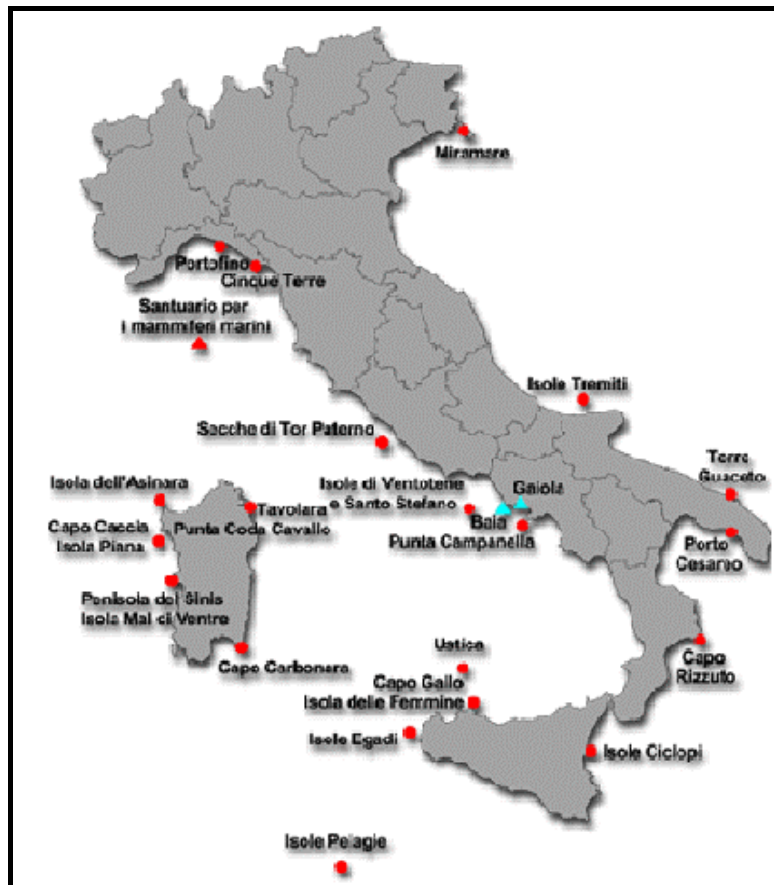 Miramare
Portofino
Cinque Terre
Santuario per
i mammiferi marini
Isole Tremiti
Secche di Tor Paterno
Torre
Guaceto
Isola dell'Asinara
Isole di Ventotene
e Santo Stefano
Gaiola
Tavolara
Punta Coda Cavallo
Capo Caccia
Isola Piana
Baia
Punta Campanella
Porto
Cesareo
Penisola del Sinis
Isola Mal di Ventre
Capo Carbonara
Ustica
Capo Gallo
Isola delle Femmine
Capo
Rizzuto
Isole Egadi
Isole Ciclopi
Isole Pelagie